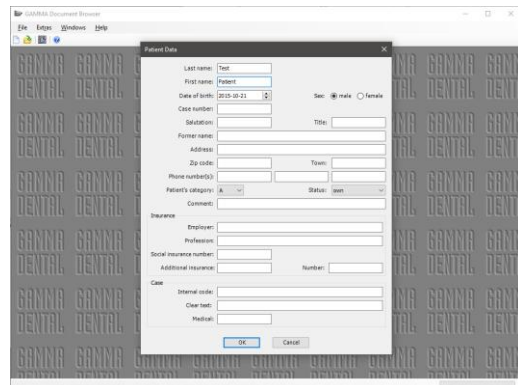 GAMMA Document Browser
File Extras Windows Help
Patient Data
Last name: Test
First name: Patient
Date of birth: 2015-10-21 Sex: male female
Case number:
Salutation: Title:
Former name:
Address:
Zip code: Town:
Phone number(s):
Patient's category: A Status: own
Comment:
Insurance
Employer:
Profession:
Social insurance number:
Additional insurance: Number:
Case
Internal code:
Clear text:
Medical:
OK Cancel
GAMMA DENTAL